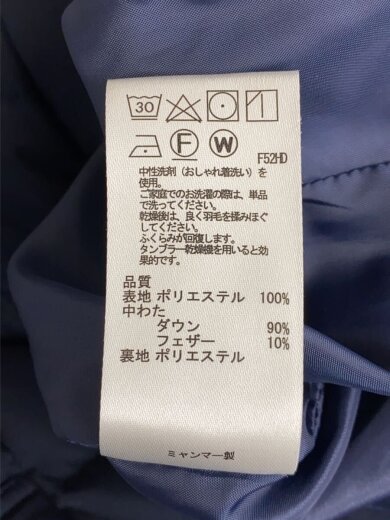 30
F W F52HD
中性洗剤（おしゃれ着洗い）を
使用。
ご家庭でのお洗濯の際は、単品
で洗ってください。
乾燥後は、良く羽毛を揉みほぐ
してください。
ふくらみが回復します。
タンブラー乾燥機を用いると効
果的です。
品質
表地 ポリエステル 100%
中わた
ダウン 90%
フェザー 10%
裏地 ポリエステル
ミャンマー製